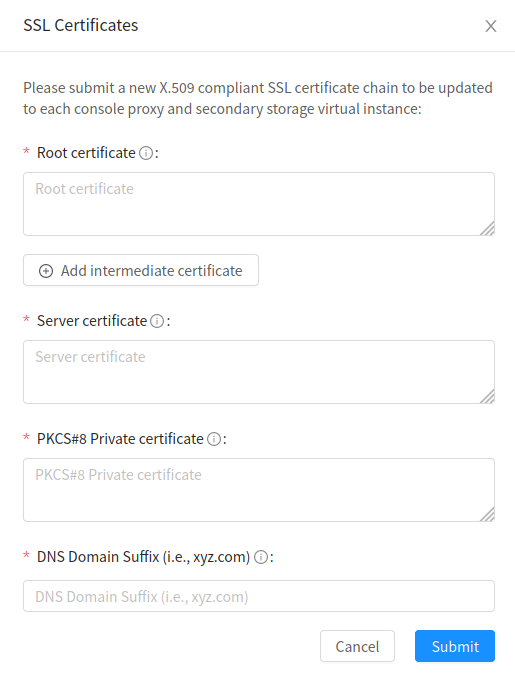 SSL Certificates
Please submit a new X.509 compliant SSL certificate chain to be updated
to each console proxy and secondary storage virtual instance:
* Root certificate :
Root certificate
Add intermediate certificate
* Server certificate :
Server certificate
* PKCS#8 Private certificate :
PKCS#8 Private certificate
* DNS Domain Suffix (i.e., xyz.com) :
DNS Domain Suffix (i.e., xyz.com)
Cancel Submit